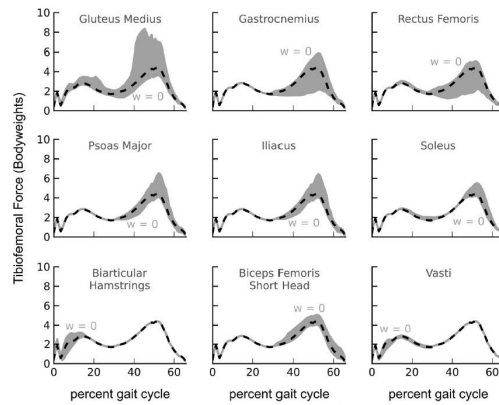 Gluteus Medius
Gastrocnemius
Rectus Femoris
10
8
6
4
2
0
w = 0
w = 0
w = 0
Psoas Major
Iliacus
Soleus
10
8
6
4
2
0
w = 0
w = 0
w = 0
Tibiofemoral Force (Bodyweights)
Biarticular
Hamstrings
Biceps Femoris
Short Head
Vasti
10
8
6
4
2
0
w = 0
w = 0
w = 0
0 20 40 60
0 20 40 60
0 20 40 60
percent gait cycle
percent gait cycle
percent gait cycle